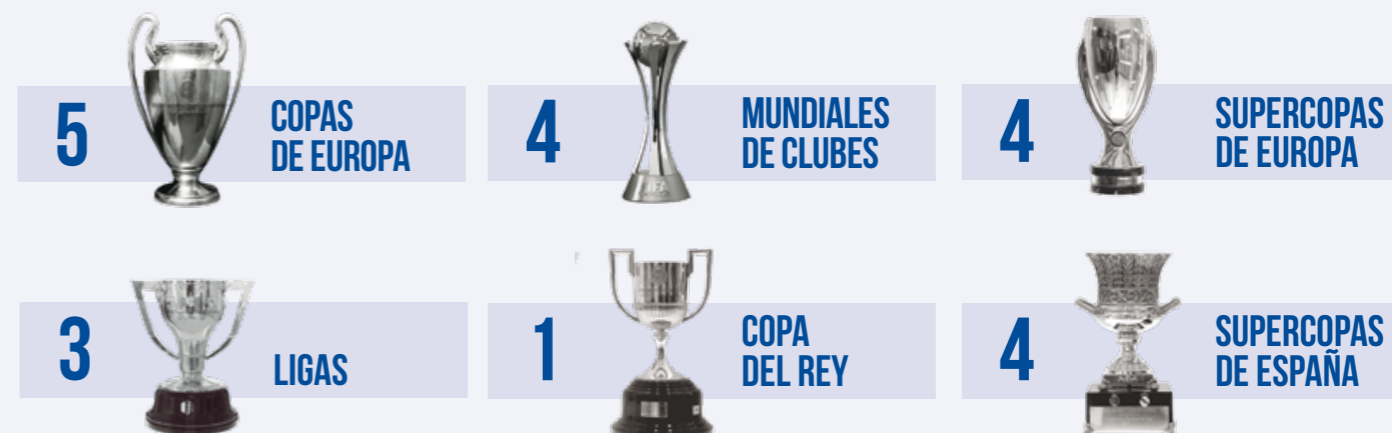 5
COPAS
DE EUROPA
4
MUNDIALES
DE CLUBES
4
SUPERCOPAS
DE EUROPA
3
LIGAS
1
COPA
DEL REY
4
SUPERCOPAS
DE ESPAÑA
FIFA